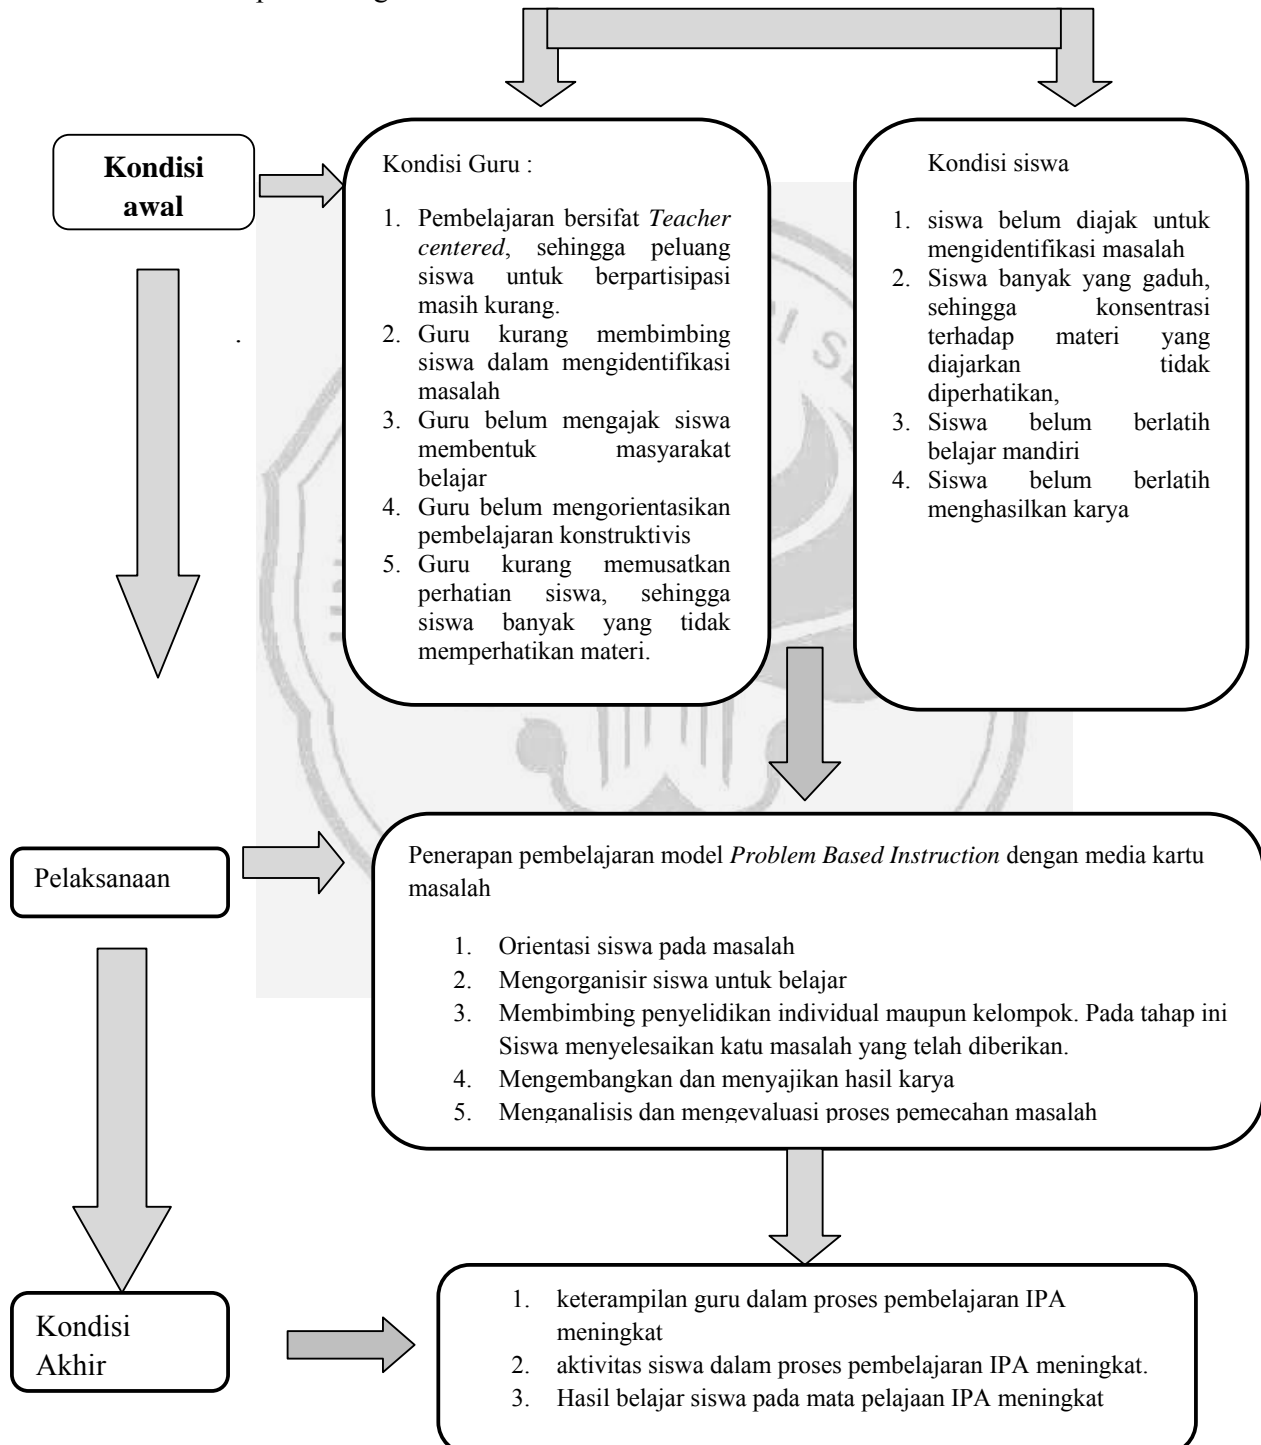 Kondisi
awal
Kondisi Guru :
1. Pembelajaran bersifat Teacher
centered, sehingga peluang
siswa untuk berpartisipasi
masih kurang.
2. Guru kurang membimbing
siswa dalam mengidentifikasi
masalah
3. Guru belum mengajak siswa
membentuk masyarakat
belajar
4. Guru belum mengorientasikan
pembelajaran konstruktivis
5. Guru kurang memusatkan
perhatian siswa, sehingga
siswa banyak yang tidak
memperhatikan materi.
Kondisi siswa
1. siswa belum diajak untuk
mengidentifikasi masalah
2. Siswa banyak yang gaduh,
sehingga konsentrasi
terhadap materi yang
diajarkan tidak
diperhatikan,
3. Siswa belum berlatih
belajar mandiri
4. Siswa belum berlatih
menghasilkan karya
.
Pelaksanaan
Penerapan pembelajaran model Problem Based Instruction dengan media kartu
masalah
1. Orientasi siswa pada masalah
2. Mengorganisir siswa untuk belajar
3. Membimbing penyelidikan individual maupun kelompok. Pada tahap ini
Siswa menyelesaikan katu masalah yang telah diberikan.
4. Mengembangkan dan menyajikan hasil karya
5. Menganalisis dan mengevaluasi proses pemecahan masalah
Kondisi
Akhir
1. keterampilan guru dalam proses pembelajaran IPA
meningkat
2. aktivitas siswa dalam proses pembelajaran IPA meningkat.
3. Hasil belajar siswa pada mata pelajaan IPA meningkat